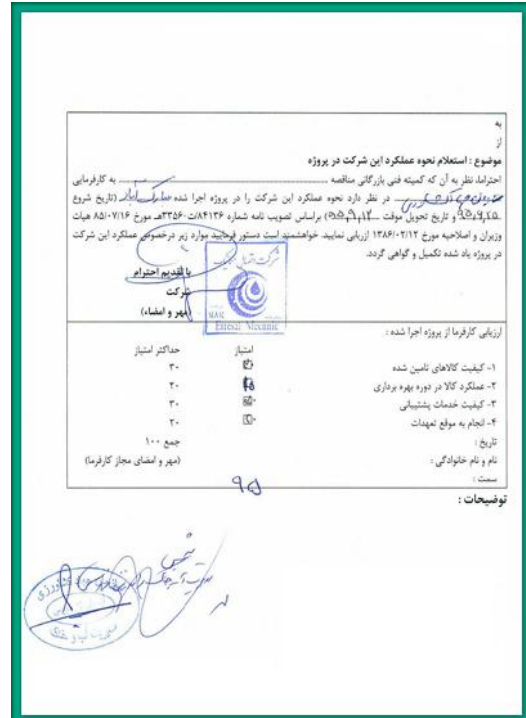 به
از
موضوع : استعلام نحوه عملکرد این شرکت در پروژه
احتراما، نظر به آن که کمیته فنی بازرگانی مناقصه ........ به کارفرمایی
در نظر دارد نحوه عملکرد این شرکت را در پروژه اجرا شده (تاریخ شروع
و تاریخ تحویل موقت براساس تصویب نامه شماره ۸۴۱۳۶/ت۳۳۵۶۰هـ مورخ ۸۵/۰۷/۱۶ هیات
وزیران و اصلاحیه مورخ ۱۳۸۶/۰۲/۱۲ ارزیابی نمایید. خواهشمند است دستور فرمایید موارد زیر درخصوص عملکرد این شرکت
در پروژه یاد شده تکمیل و گواهی گردد.
با تقدیم احترام
شرکت
(مهر و امضاء)
MAK
Ettesal Mecanic
ارزیابی کارفرما از پروژه اجرا شده :
امتیاز حداکثر امتیاز
۱- کیفیت کالاهای تامین شده ۳۰
۲- عملکرد کالا در دوره بهره برداری ۱۵ ۲۰
۳- کیفیت خدمات پشتیبانی ۳۰
۴- انجام به موقع تعهدات ۲۰
تاریخ : جمع ۱۰۰
نام و نام خانوادگی : (مهر و امضای مجاز کارفرما)
سمت :
۹۵
توضیحات :